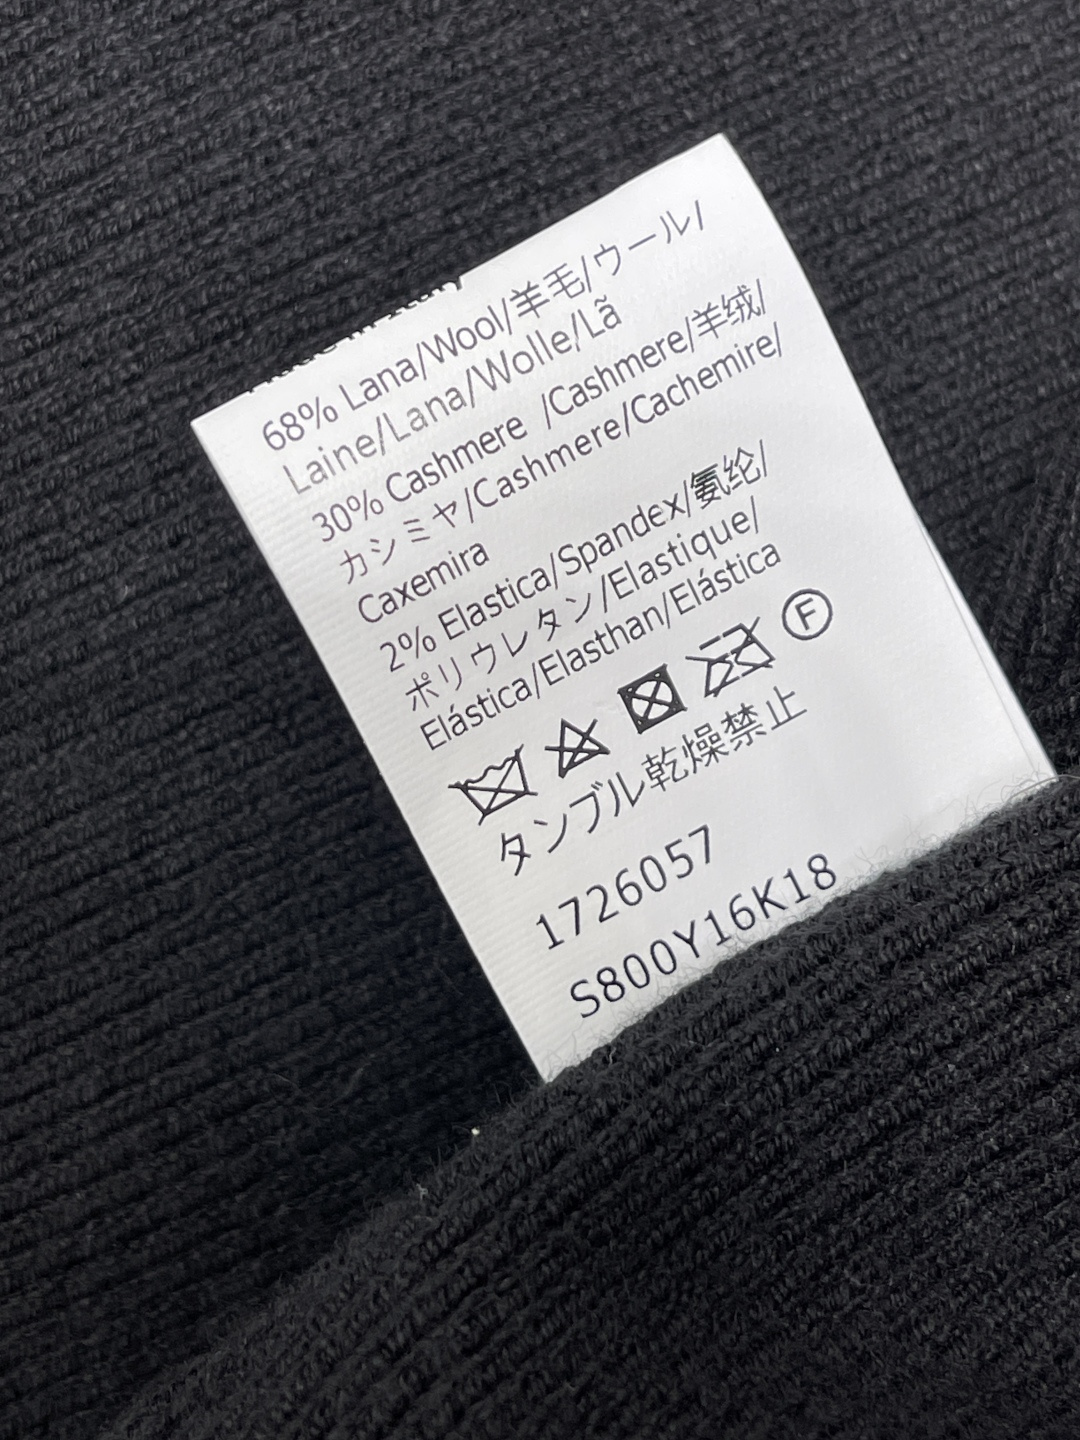 68% Lana/Wool/羊毛/ウール/
Laine/Lana/Wolle/Lã
30% Cashmere /Cashmere/羊绒/
カシミヤ/Cashmere/Cachemire/
Caxemira
2% Elastica/Spandex/氨纶/
ポリウレタン/Elastique/
Elástica/Elasthan/Elástica
F
タンブル乾燥禁止
1726057
S800Y16K18